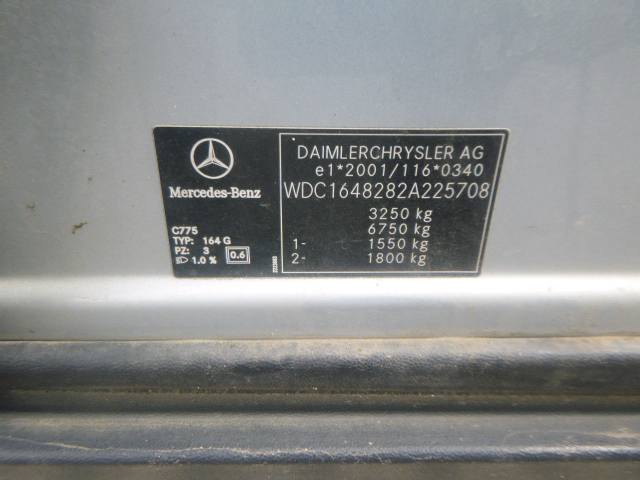 Mercedes-Benz
C775
TYP: 164 G
PZ: 3
1.0 % 0.6
DAIMLERCHRYSLER AG
e1*2001/116*0340
WDC1648282A225708
3250 kg
6750 kg
1- 1550 kg
2- 1800 kg